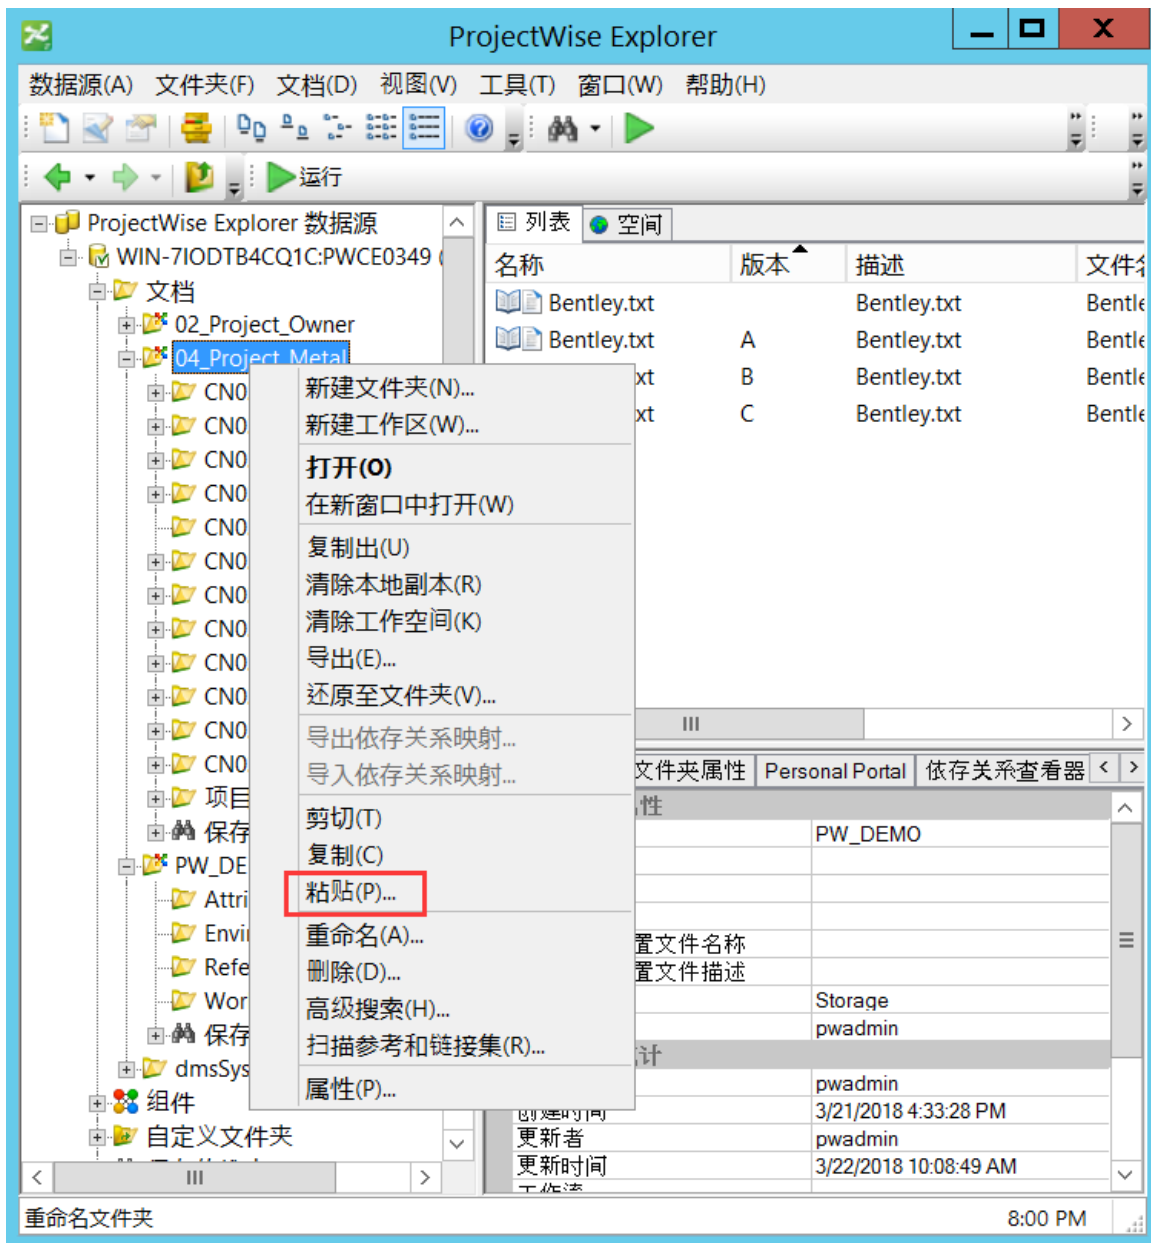 ProjectWise Explorer
数据源(A) 文件夹(F) 文档(D) 视图(V) 工具(T) 窗口(W) 帮助(H)
运行
ProjectWise Explorer 数据源
WIN-7IODTB4CQ1C:PWCE0349 (
文档
02_Project_Owner
04_Project_Metal
CN0
CN0
CN0
CN0
CN0
CN0
CN0
CN0
CN0
CN0
CN0
CN0
项目
保存
PW_DE
Attri
Envi
Refe
Wor
保存
dmsSys
组件
自定义文件夹
列表 空间
名称 版本 描述 文件名
Bentley.txt Bentley.txt Bentle
Bentley.txt A Bentley.txt Bentle
xt B Bentley.txt Bentle
xt C Bentley.txt Bentle
新建文件夹(N)...
新建工作区(W)...
打开(O)
在新窗口中打开(W)
复制出(U)
清除本地副本(R)
清除工作空间(K)
导出(E)...
还原至文件夹(V)...
导出依存关系映射...
导入依存关系映射...
剪切(T)
复制(C)
粘贴(P)...
重命名(A)...
删除(D)...
高级搜索(H)...
扫描参考和链接集(R)...
属性(P)...
文件夹属性 Personal Portal 依存关系查看器
性
PW_DEMO
置文件名称
置文件描述
Storage
pwadmin
计
pwadmin
创建时间 3/21/2018 4:33:28 PM
更新者 pwadmin
更新时间 3/22/2018 10:08:49 AM
工作流
重命名文件夹 8:00 PM